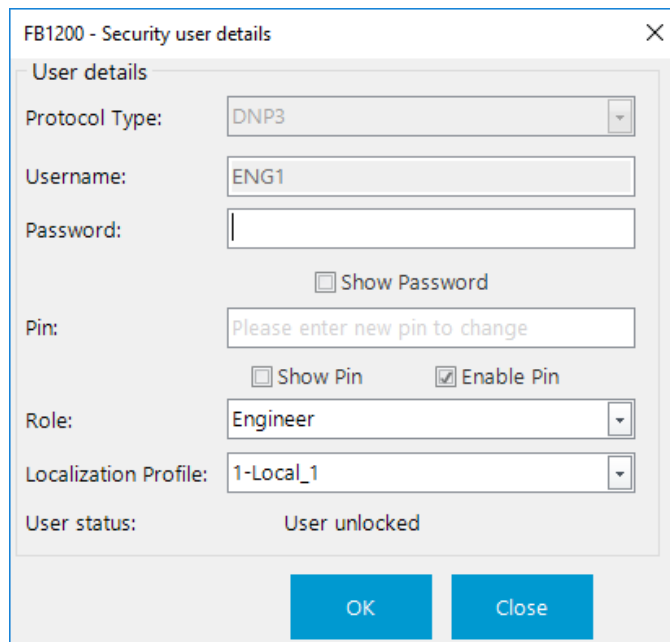 FB1200 - Security user details
User details
Protocol Type: DNP3
Username: ENG1
Password:
Show Password
Pin: Please enter new pin to change
Show Pin Enable Pin
Role: Engineer
Localization Profile: 1-Local_1
User status: User unlocked
OK Close